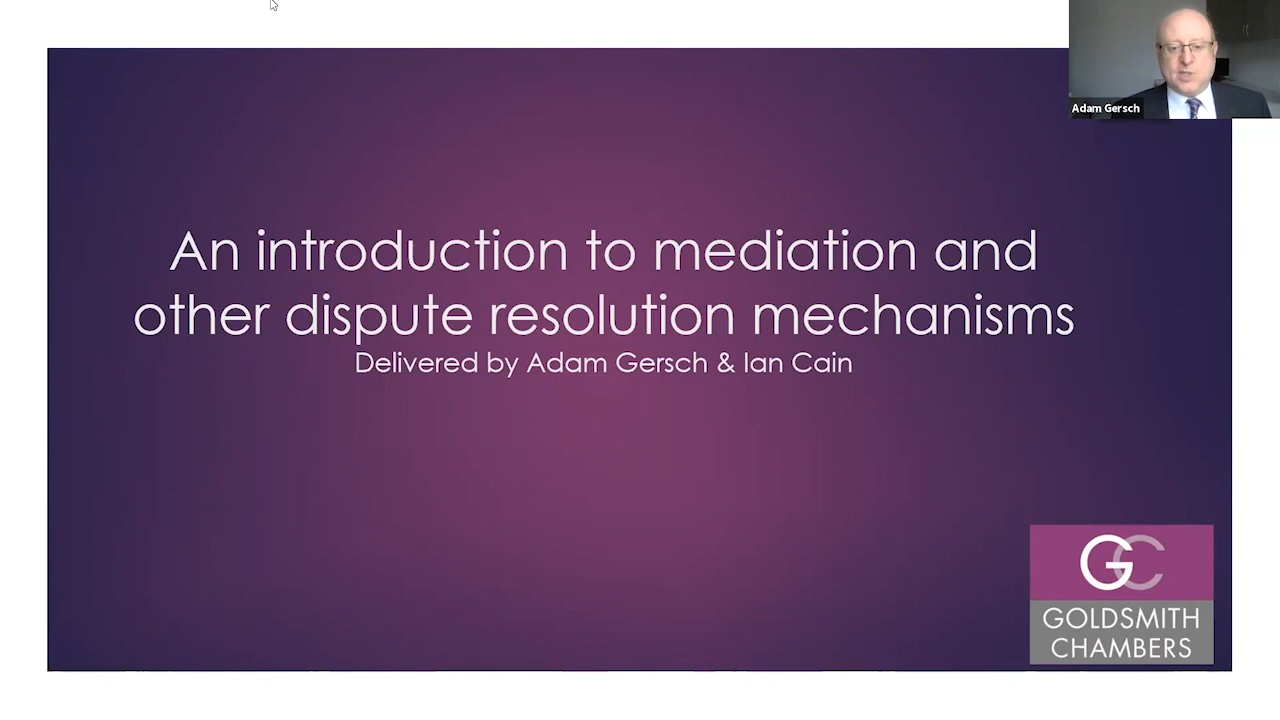 Adam Gersch
An introduction to mediation and
other dispute resolution mechanisms
Delivered by Adam Gersch & Ian Cain
GC
GOLDSMITH
CHAMBERS